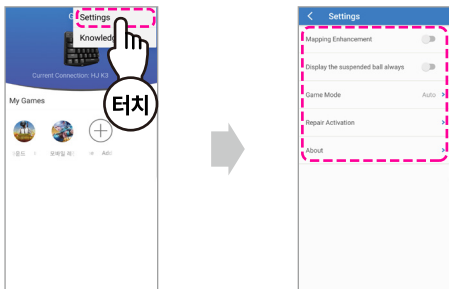 Settings
Knowled
Current Connection: HJ K3
My Games
터치
Settings
Mapping Enhancement
Display the suspended ball always
Game Mode
Auto
Repair Activation
About